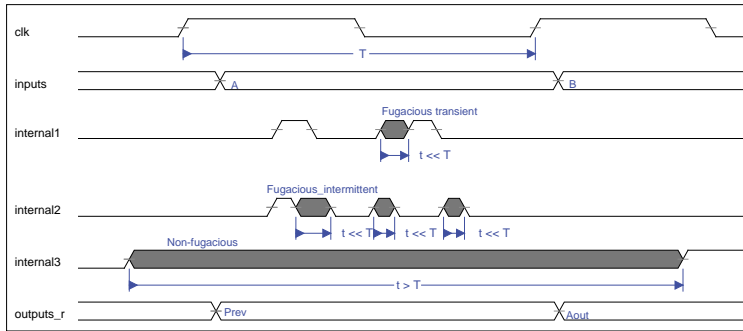 clk
T
inputs
A
B
Fugacious transient
internal1
t << T
Fugacious_intermittent
internal2
t << T
t << T
t << T
Non-fugacious
internal3
t > T
outputs_r
Prev
Aout